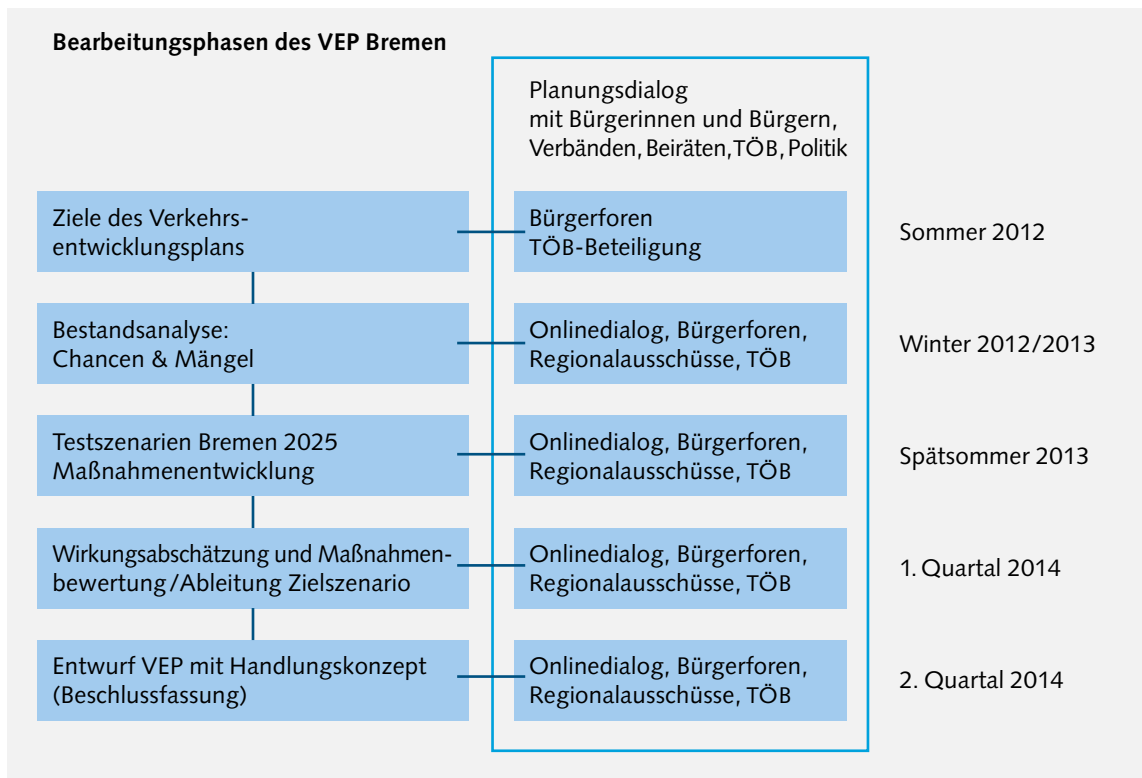 Bearbeitungsphasen des VEP Bremen
Planungsdialog
mit Bürgerinnen und Bürgern,
Verbänden, Beiräten, TÖB, Politik
Ziele des Verkehrs-
entwicklungsplans
Bürgerforen
TÖB-Beteiligung
Sommer 2012
Bestandsanalyse:
Chancen & Mängel
Onlinedialog, Bürgerforen,
Regionalausschüsse, TÖB
Winter 2012/2013
Testszenarien Bremen 2025
Maßnahmenentwicklung
Onlinedialog, Bürgerforen,
Regionalausschüsse, TÖB
Spätsommer 2013
Wirkungsabschätzung und Maßnahmen-
bewertung/Ableitung Zielszenario
Onlinedialog, Bürgerforen,
Regionalausschüsse, TÖB
1. Quartal 2014
Entwurf VEP mit Handlungskonzept
(Beschlussfassung)
Onlinedialog, Bürgerforen,
Regionalausschüsse, TÖB
2. Quartal 2014